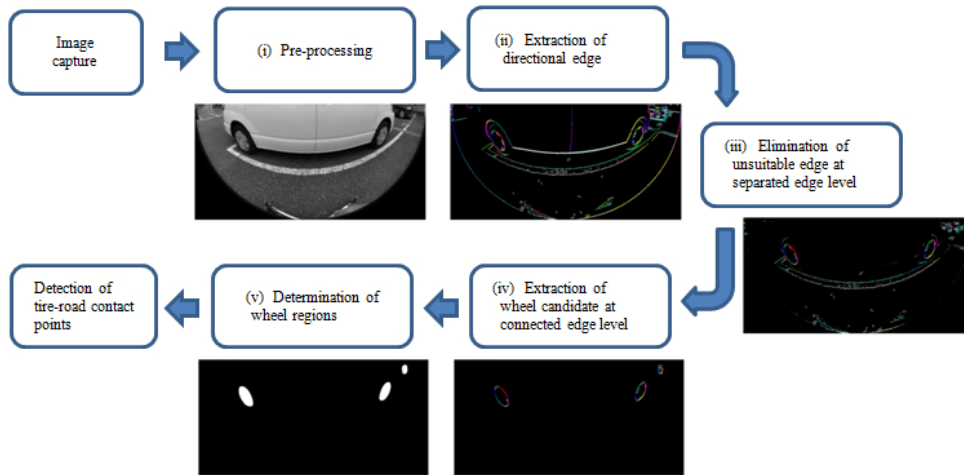 Image
capture
(i) Pre-processing
(ii) Extraction of
directional edge
(iii) Elimination of
unsuitable edge at
separated edge level
(iv) Extraction of
wheel candidate at
connected edge level
(v) Determination of
wheel regions
Detection of
tire-road contact
points